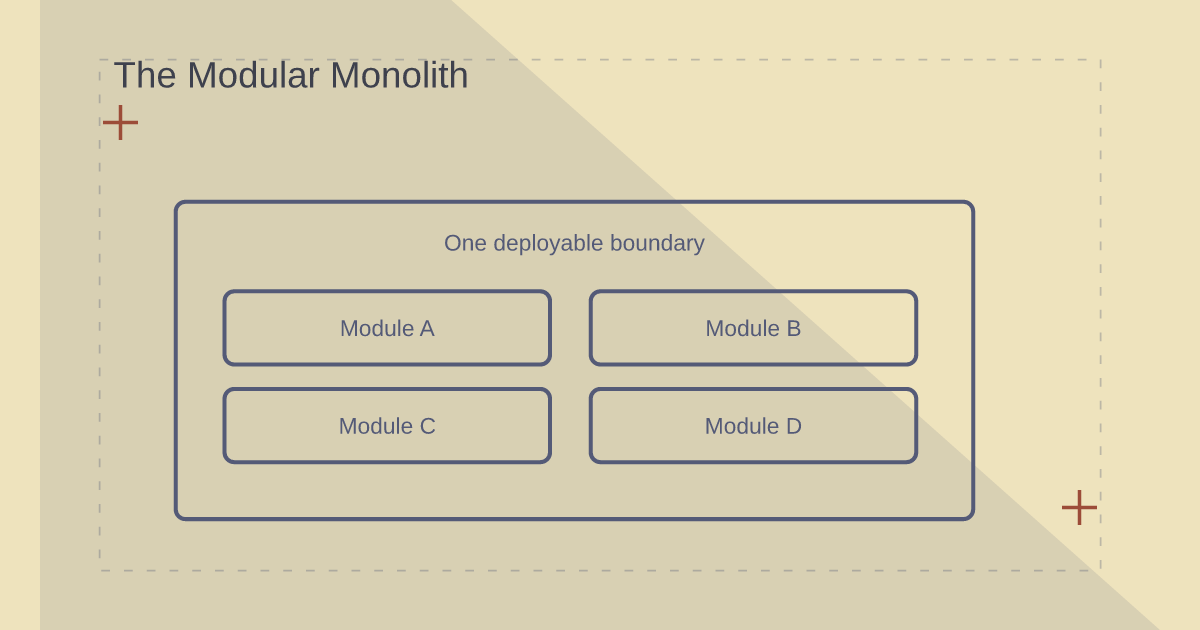 The Modular Monolith
One deployable boundary
Module A
Module B
Module C
Module D